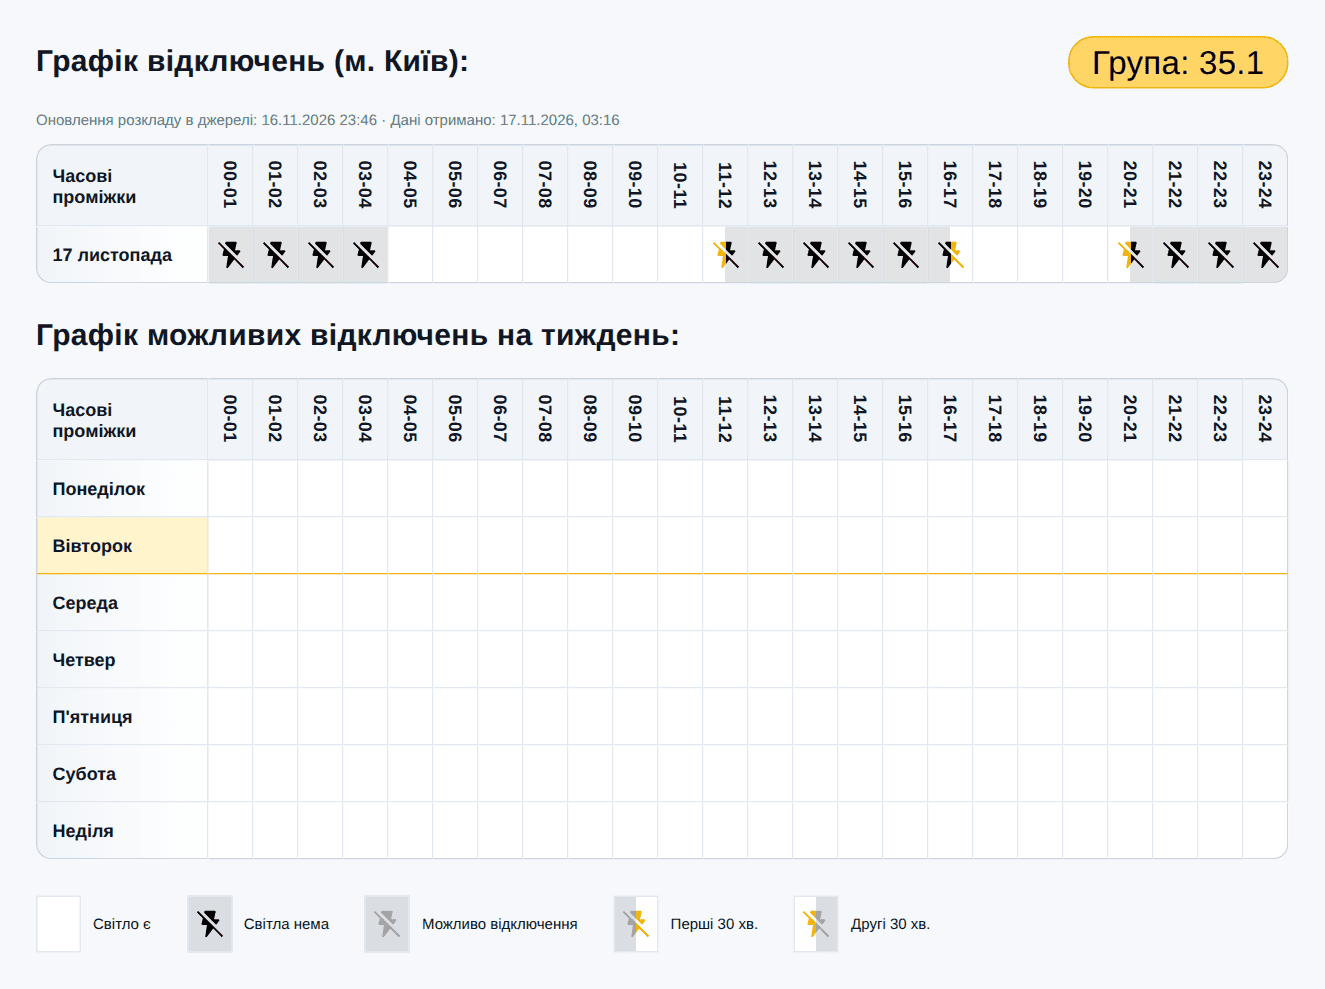 Графік відключень (м. Київ):
Група: 35.1
Оновлення розкладу в джерелі: 16.11.2026 23:46 · Дані отримано: 17.11.2026, 03:16
Часові проміжки 00-01 01-02 02-03 03-04 04-05 05-06 06-07 07-08 08-09 09-10 10-11 11-12 12-13 13-14 14-15 15-16 16-17 17-18 18-19 19-20 20-21 21-22 22-23 23-24
17 листопада
Графік можливих відключень на тиждень:
Часові проміжки 00-01 01-02 02-03 03-04 04-05 05-06 06-07 07-08 08-09 09-10 10-11 11-12 12-13 13-14 14-15 15-16 16-17 17-18 18-19 19-20 20-21 21-22 22-23 23-24
Понеділок
Вівторок
Середа
Четвер
П'ятниця
Субота
Неділя
Світло є Світла нема Можливо відключення Перші 30 хв. Другі 30 хв.